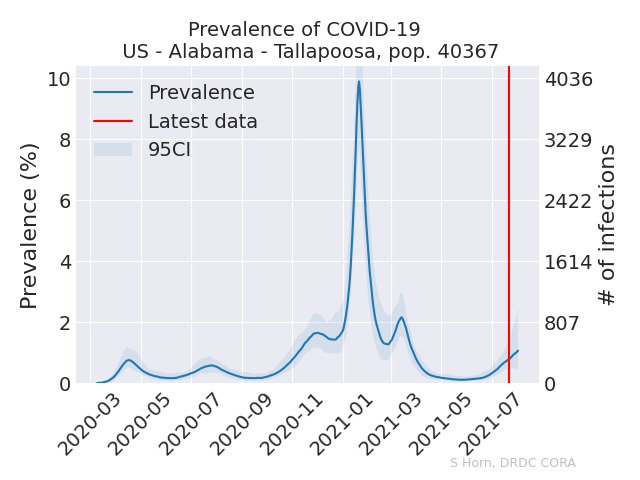 Prevalence of COVID-19
US - Alabama - Tallapoosa, pop. 40367
Prevalence
Latest data
95CI
Prevalence (%)
10
8
6
4
2
0
4036
3229
2422
1614
807
0
# of infections
2020-03
2020-05
2020-07
2020-09
2020-11
2021-01
2021-03
2021-05
2021-07
S Horn, DRDC CORA